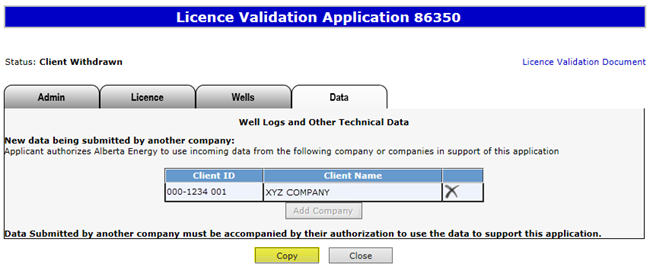 Licence Validation Application 86350
Status: Client Withdrawn Licence Validation Document
Admin Licence Wells Data
Well Logs and Other Technical Data
New data being submitted by another company:
Applicant authorizes Alberta Energy to use incoming data from the following company or companies in support of this application
Client ID Client Name
000-1234 001 XYZ COMPANY
Add Company
Data Submitted by another company must be accompanied by their authorization to use the data to support this application.
Copy Close